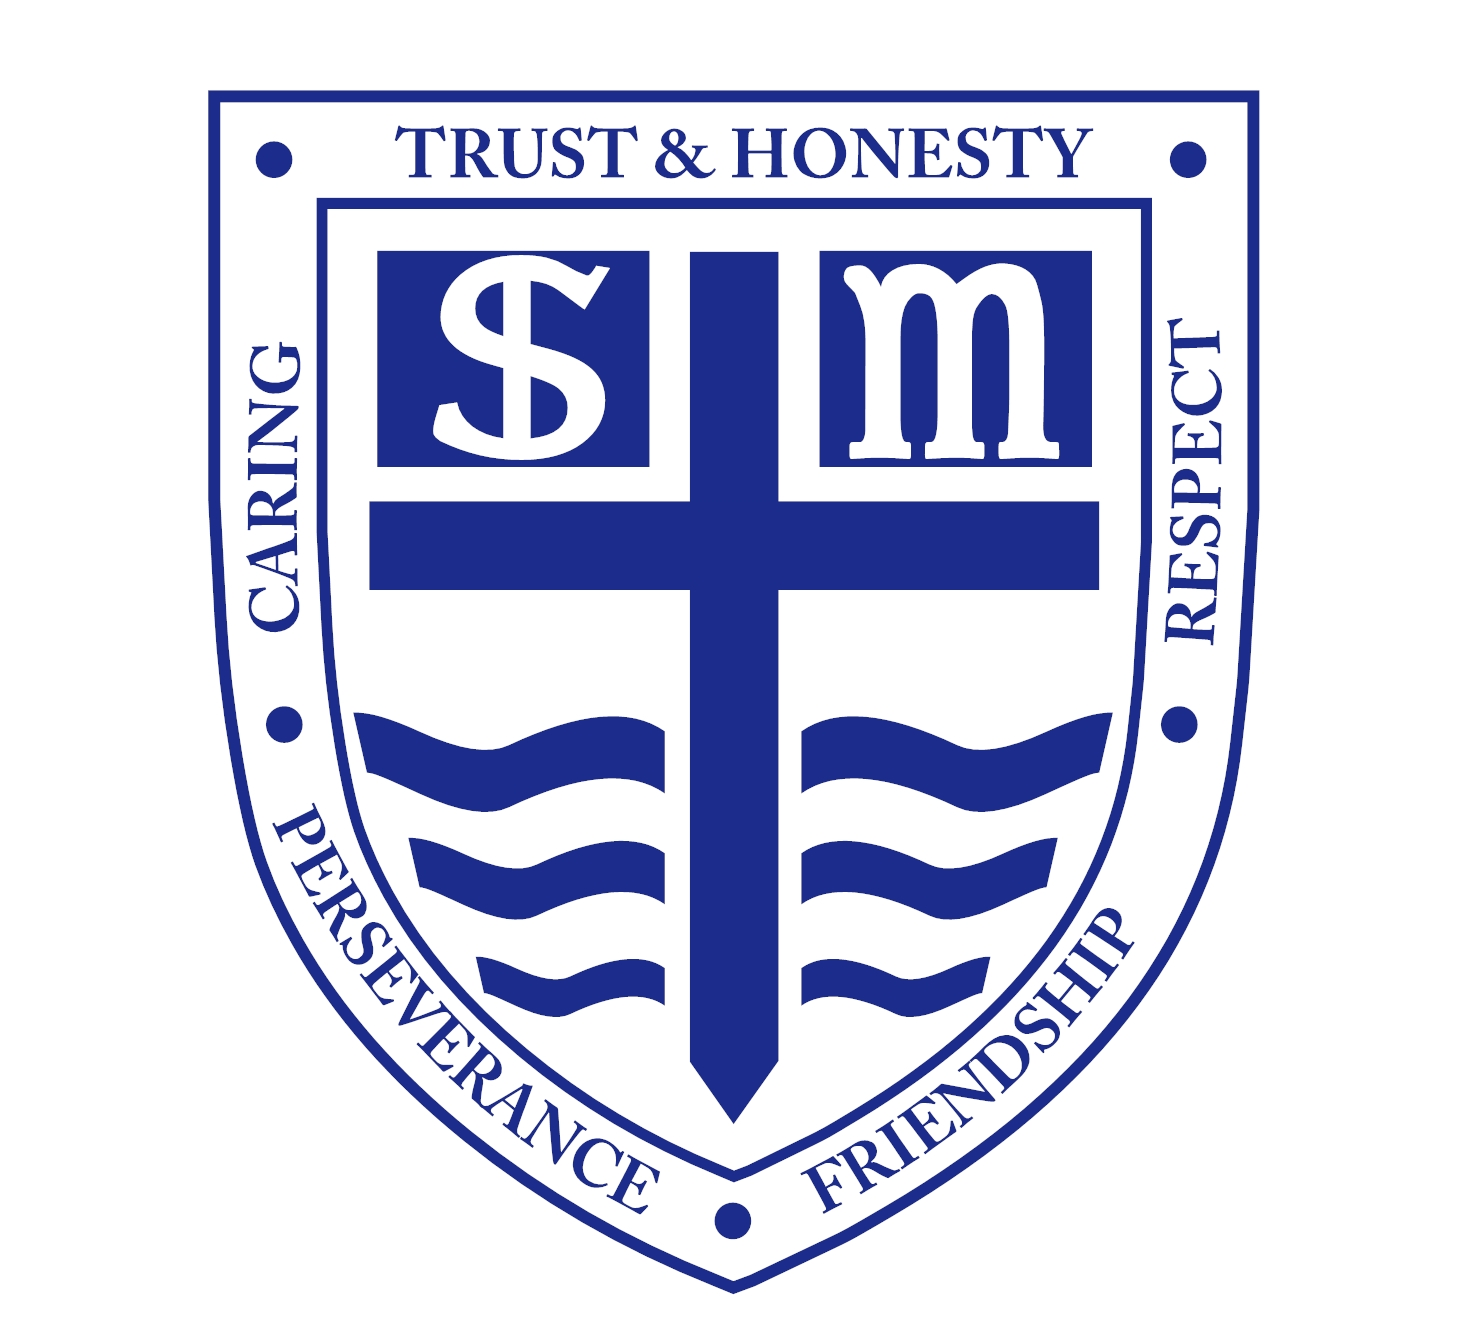 TRUST & HONESTY
S M
CARING
RESPECT
PERSEVERANCE
FRIENDSHIP